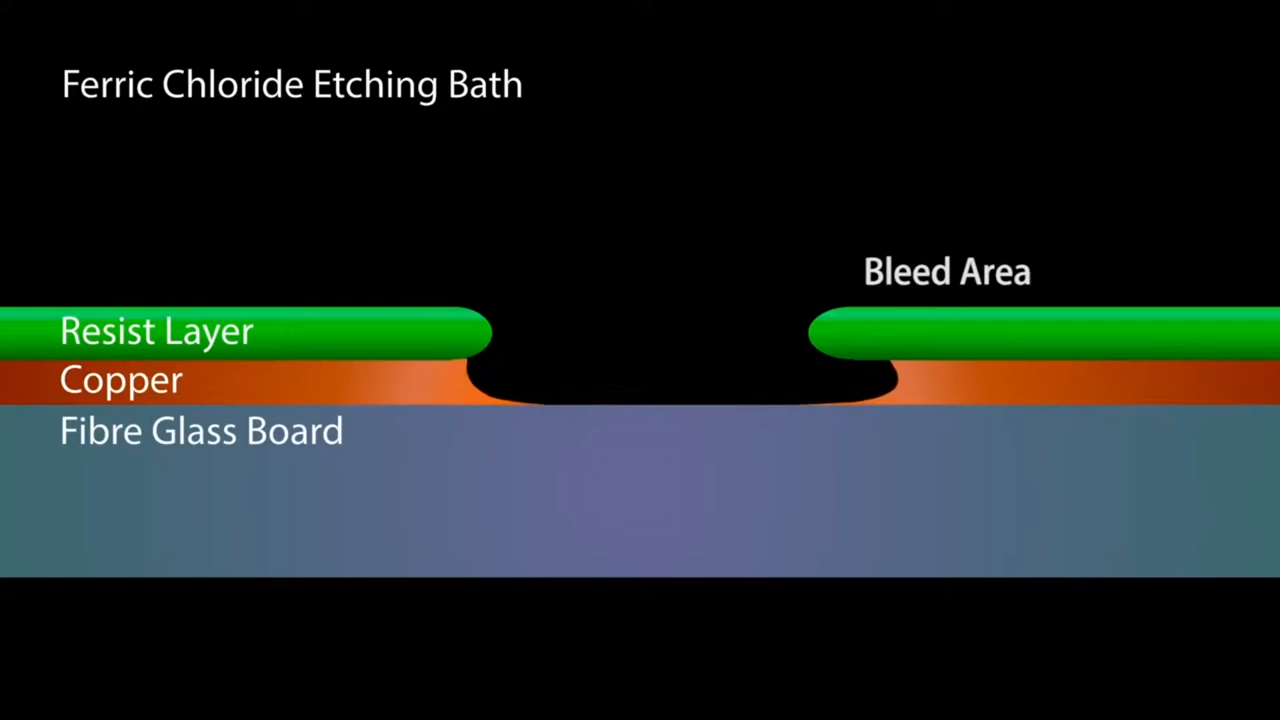 Ferric Chloride Etching Bath
Bleed Area
Resist Layer
Copper
Fibre Glass Board